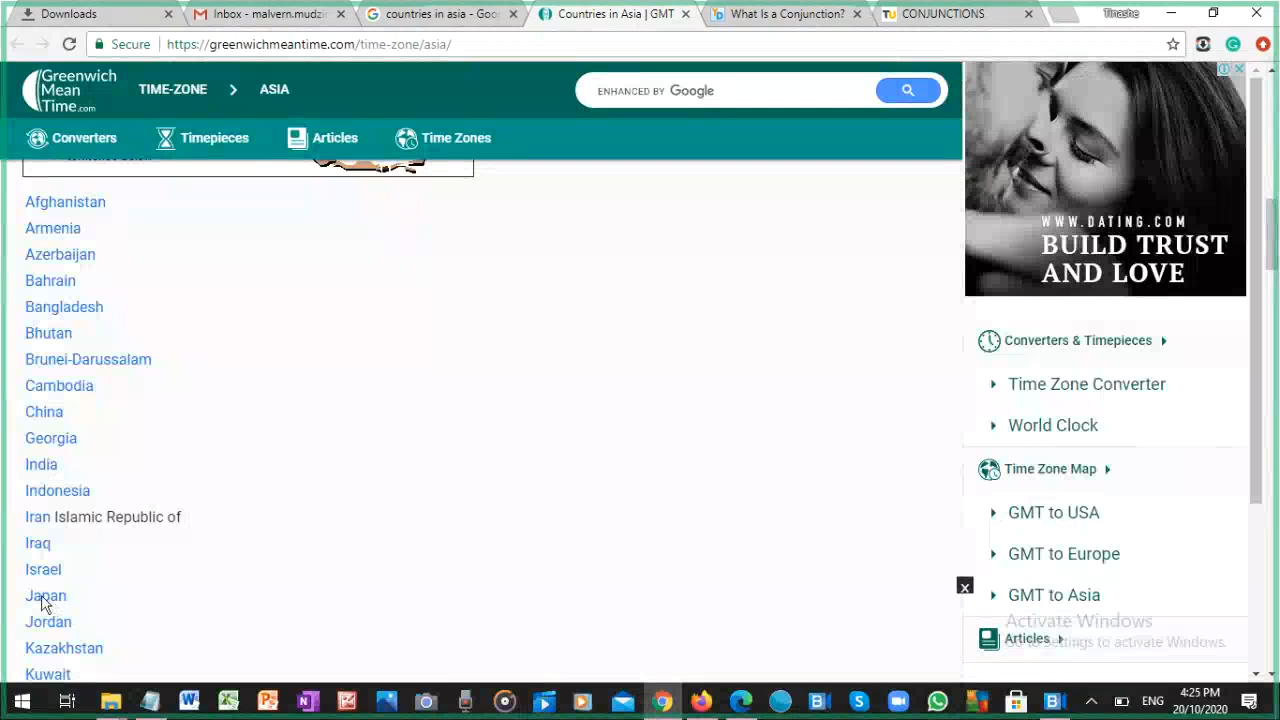 Downloads
Inbox - malvern.mudzin
countries in asia - Goo
Countries in Asia | GMT
What Is a Conjunction?
TU CONJUNCTIONS
Tinashe
Secure https://greenwichmeantime.com/time-zone/asia/
Greenwich
Mean
Time.com
TIME-ZONE > ASIA
ENHANCED BY Google
Converters
Timepieces
Articles
Time Zones
Afghanistan
Armenia
Azerbaijan
Bahrain
Bangladesh
Bhutan
Brunei-Darussalam
Cambodia
China
Georgia
India
Indonesia
Iran Islamic Republic of
Iraq
Israel
Japan
Jordan
Kazakhstan
Kuwait
WWW.DATING.COM
BUILD TRUST
AND LOVE
Converters & Timepieces
Time Zone Converter
World Clock
Time Zone Map
GMT to USA
GMT to Europe
GMT to Asia
Articles
Activate Windows
Go to Settings to activate Windows.
ENG
4:25 PM
20/10/2020